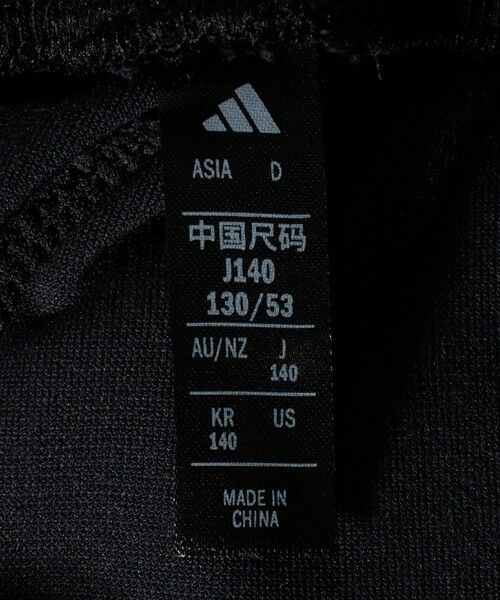 ASIA D
中国尺码
J140
130/53
AU/NZ J
140
KR US
140
MADE IN
CHINA